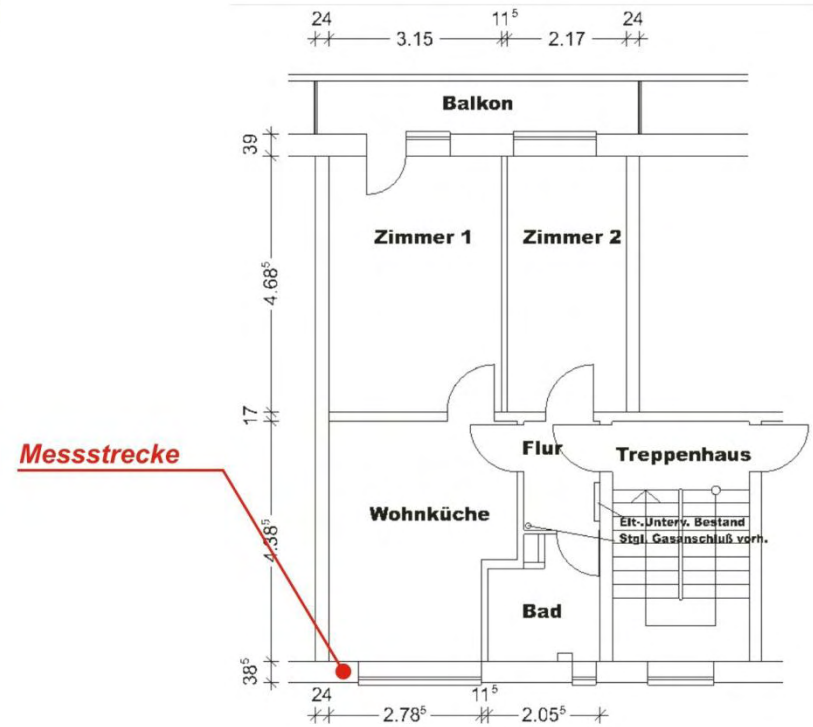 24 11⁵ 24
3.15 2.17
Balkon
39
Zimmer 1 Zimmer 2
4.68⁵
17
Messstrecke
Flur
Treppenhaus
Wohnküche
Elt-.Unterv. Bestand
Stgl. Gasanschluß vorh.
4.38⁵
Bad
38⁵
24 11⁵
2.78⁵ 2.05⁵